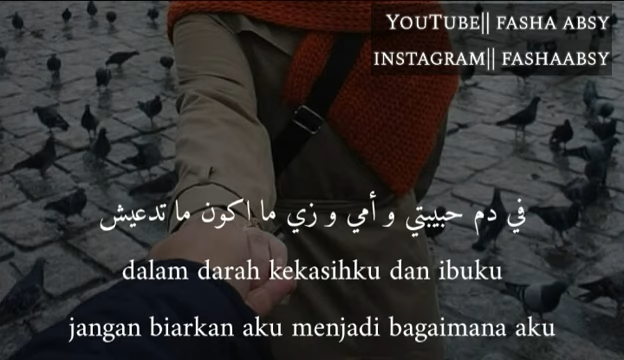 YOUTUBE|| FASHA ABSY
INSTAGRAM|| FASHAABSY
في دم حبيبتي و أمي و زي ما اكون ما تدعيش
dalam darah kekasihku dan ibuku
jangan biarkan aku menjadi bagaimana aku